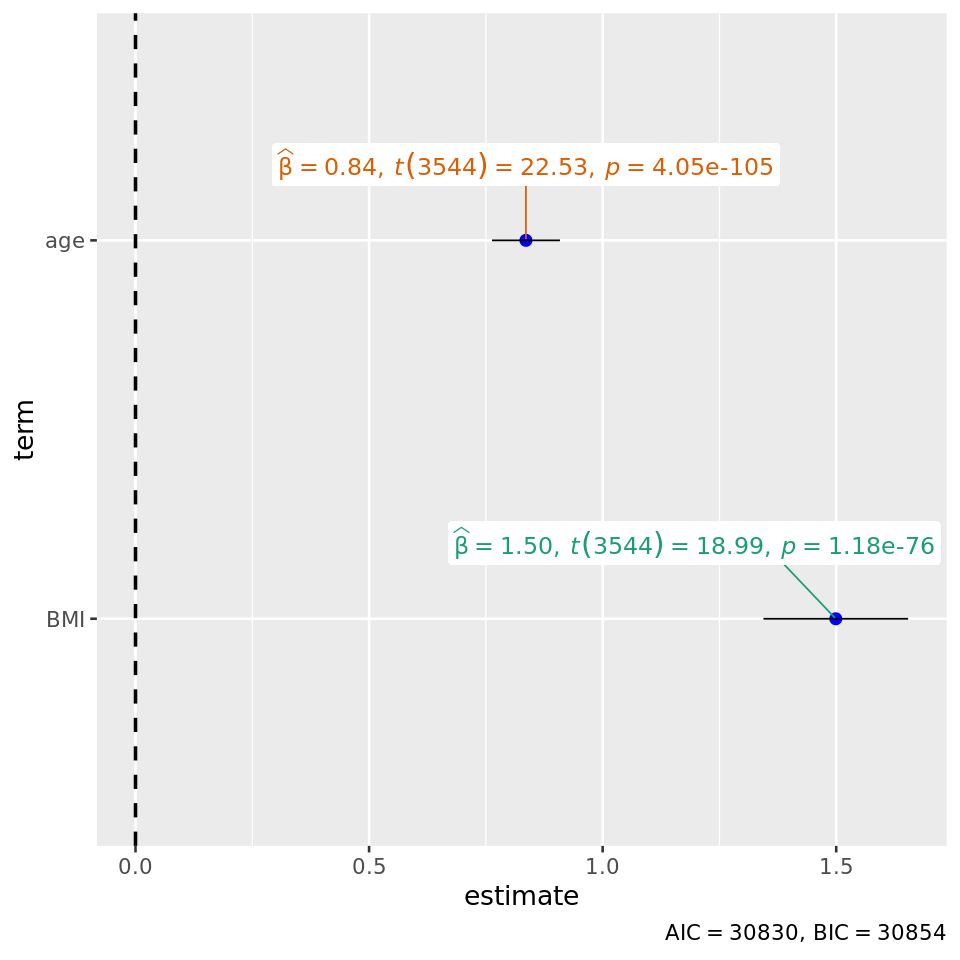 β̂ = 0.84, t(3544) = 22.53, p = 4.05e-105
age
term
β̂ = 1.50, t(3544) = 18.99, p = 1.18e-76
BMI
0.0 0.5 1.0 1.5
estimate
AIC = 30830, BIC = 30854